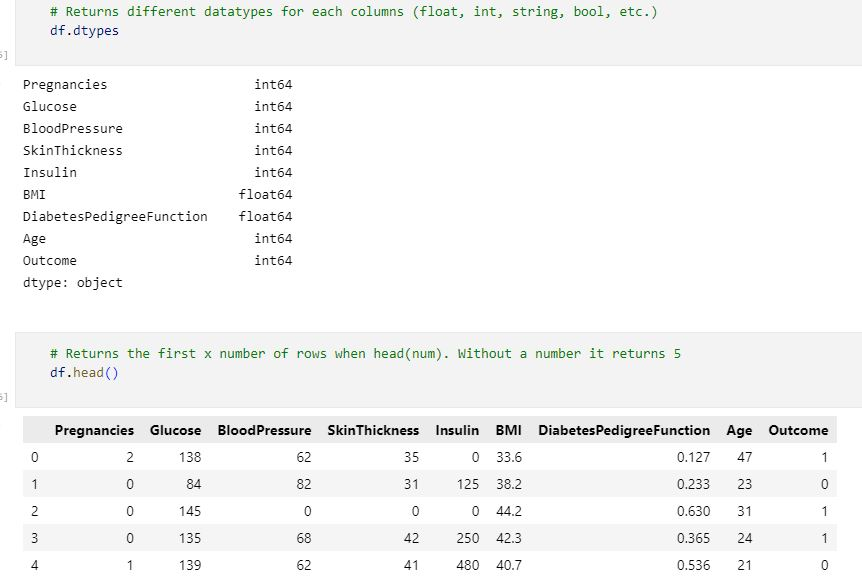 # Returns different datatypes for each columns (float, int, string, bool, etc.)
df.dtypes
Pregnancies int64
Glucose int64
BloodPressure int64
SkinThickness int64
Insulin int64
BMI float64
DiabetesPedigreeFunction float64
Age int64
Outcome int64
dtype: object
# Returns the first x number of rows when head(num). Without a number it returns 5
df.head()
Pregnancies Glucose BloodPressure SkinThickness Insulin BMI DiabetesPedigreeFunction Age Outcome
0 2 138 62 35 0 33.6 0.127 47 1
1 0 84 82 31 125 38.2 0.233 23 0
2 0 145 0 0 0 44.2 0.630 31 1
3 0 135 68 42 250 42.3 0.365 24 1
4 1 139 62 41 480 40.7 0.536 21 0